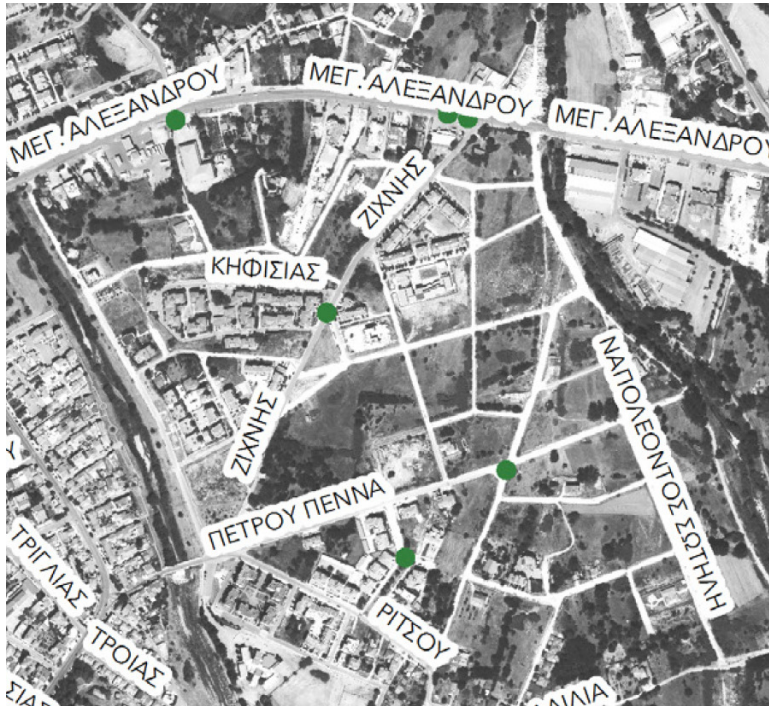 ΜΕΓ. ΑΛΕΞΑΝΔΡΟΥ
ΜΕΓ. ΑΛΕΞΑΝΔΡΟΥ
ΜΕΓ. ΑΛΕΞΑΝΔΡΟΥ
ΖΙΧΝΗΣ
ΚΗΦΙΣΙΑΣ
ΖΙΧΝΗΣ
ΝΑΠΟΛΕΟΝΤΟΣ ΣΩΤΗΛΗ
ΠΕΤΡΟΥ ΠΕΝΝΑ
ΤΡΙΓΛΙΑΣ
ΡΙΤΣΟΥ
ΤΡΟΙΑΣ